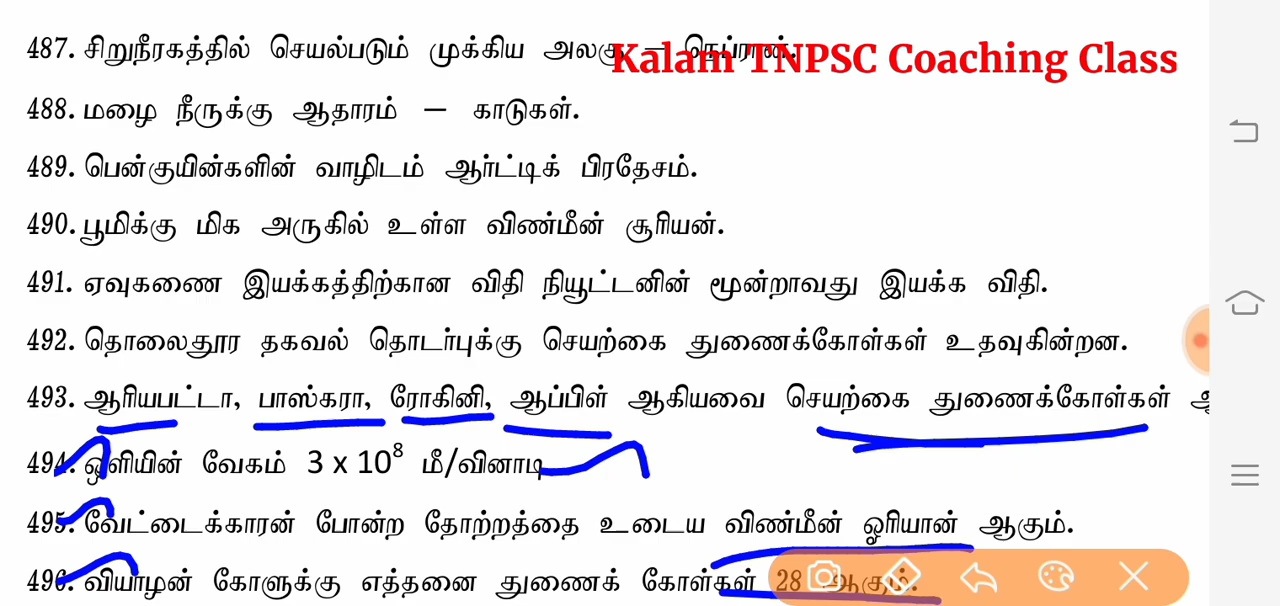 487. சிறுநீரகத்தில் செயல்படும் முக்கிய அலகு – நெப்ரான்.
Kalam TNPSC Coaching Class
488. மழை நீருக்கு ஆதாரம் – காடுகள்.
489. பென்குயின்களின் வாழிடம் ஆர்ட்டிக் பிரதேசம்.
490. பூமிக்கு மிக அருகில் உள்ள விண்மீன் சூரியன்.
491. ஏவுகணை இயக்கத்திற்கான விதி நியூட்டனின் மூன்றாவது இயக்க விதி.
492. தொலைதூர தகவல் தொடர்புக்கு செயற்கை துணைக்கோள்கள் உதவுகின்றன.
493. ஆரியபட்டா, பாஸ்கரா, ரோகினி, ஆப்பிள் ஆகியவை செயற்கை துணைக்கோள்கள்
494. ஒளியின் வேகம் 3 x 10⁸ மீ/வினாடி
495. வேட்டைக்காரன் போன்ற தோற்றத்தை உடைய விண்மீன் ஓரியான் ஆகும்.
496. வியாழன் கோளுக்கு எத்தனை துணைக் கோள்கள் 28 ஆகும்.